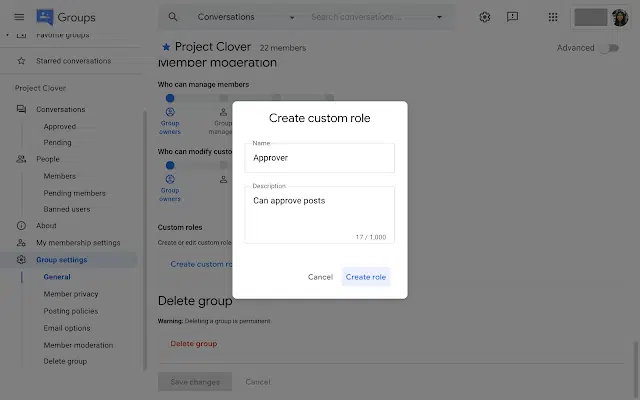 Groups
Conversations
Search conversations
Favorite groups
Starred conversations
Project Clover
22 members
Advanced
Project Clover
Conversations
Approved
Pending
People
Members
Pending members
Banned users
About
My membership settings
Group settings
General
Member privacy
Posting policies
Email options
Member moderation
Delete group
Member moderation
Who can manage members
Group
owners
Who can modify custo
Group
owners
Custom roles
Create or edit custom role
Create custom ro
Delete group
Warning: Deleting a group is permanent.
Delete group
Save changes
Cancel
Create custom role
Name
Approver
Description
Can approve posts
17 / 1,000
Cancel
Create role